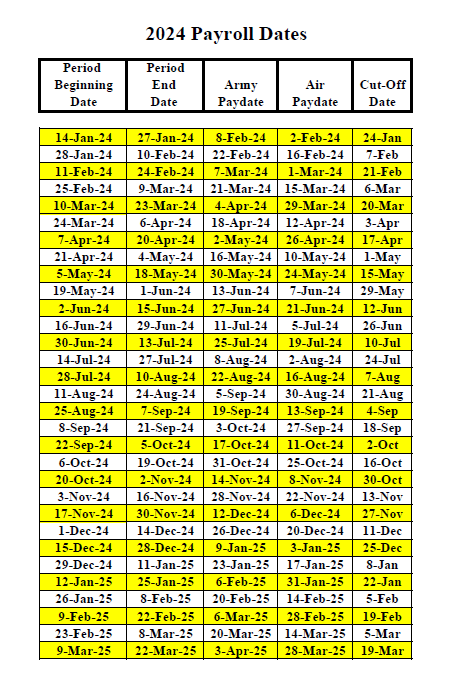 2024 Payroll Dates
Period Beginning Date | Period End Date | Army Paydate | Air Paydate | Cut-Off Date
14-Jan-24 27-Jan-24 8-Feb-24 2-Feb-24 24-Jan
28-Jan-24 10-Feb-24 22-Feb-24 16-Feb-24 7-Feb
11-Feb-24 24-Feb-24 7-Mar-24 1-Mar-24 21-Feb
25-Feb-24 9-Mar-24 21-Mar-24 15-Mar-24 6-Mar
10-Mar-24 23-Mar-24 4-Apr-24 29-Mar-24 20-Mar
24-Mar-24 6-Apr-24 18-Apr-24 12-Apr-24 3-Apr
7-Apr-24 20-Apr-24 2-May-24 26-Apr-24 17-Apr
21-Apr-24 4-May-24 16-May-24 10-May-24 1-May
5-May-24 18-May-24 30-May-24 24-May-24 15-May
19-May-24 1-Jun-24 13-Jun-24 7-Jun-24 29-May
2-Jun-24 15-Jun-24 27-Jun-24 21-Jun-24 12-Jun
16-Jun-24 29-Jun-24 11-Jul-24 5-Jul-24 26-Jun
30-Jun-24 13-Jul-24 25-Jul-24 19-Jul-24 10-Jul
14-Jul-24 27-Jul-24 8-Aug-24 2-Aug-24 24-Jul
28-Jul-24 10-Aug-24 22-Aug-24 16-Aug-24 7-Aug
11-Aug-24 24-Aug-24 5-Sep-24 30-Aug-24 21-Aug
25-Aug-24 7-Sep-24 19-Sep-24 13-Sep-24 4-Sep
8-Sep-24 21-Sep-24 3-Oct-24 27-Sep-24 18-Sep
22-Sep-24 5-Oct-24 17-Oct-24 11-Oct-24 2-Oct
6-Oct-24 19-Oct-24 31-Oct-24 25-Oct-24 16-Oct
20-Oct-24 2-Nov-24 14-Nov-24 8-Nov-24 30-Oct
3-Nov-24 16-Nov-24 28-Nov-24 22-Nov-24 13-Nov
17-Nov-24 30-Nov-24 12-Dec-24 6-Dec-24 27-Nov
1-Dec-24 14-Dec-24 26-Dec-24 20-Dec-24 11-Dec
15-Dec-24 28-Dec-24 9-Jan-25 3-Jan-25 25-Dec
29-Dec-24 11-Jan-25 23-Jan-25 17-Jan-25 8-Jan
12-Jan-25 25-Jan-25 6-Feb-25 31-Jan-25 22-Jan
26-Jan-25 8-Feb-25 20-Feb-25 14-Feb-25 5-Feb
9-Feb-25 22-Feb-25 6-Mar-25 28-Feb-25 19-Feb
23-Feb-25 8-Mar-25 20-Mar-25 14-Mar-25 5-Mar
9-Mar-25 22-Mar-25 3-Apr-25 28-Mar-25 19-Mar